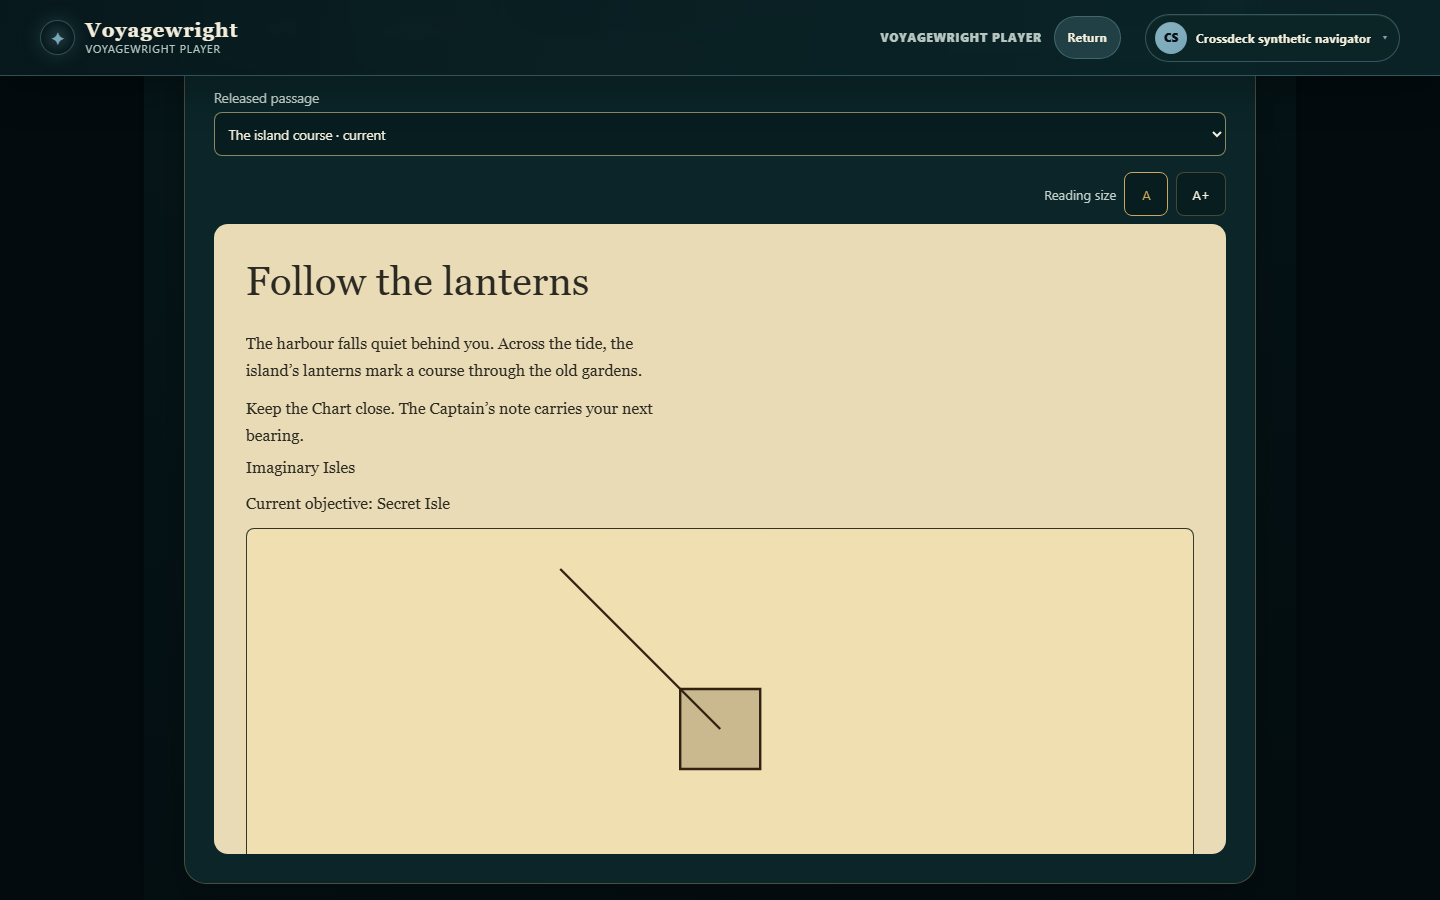 Voyagewright
VOYAGEWRIGHT PLAYER
VOYAGEWRIGHT PLAYER
Return
CS
Crossdeck synthetic navigator
Released passage
The island course · current
Reading size
A
A+
Follow the lanterns
The harbour falls quiet behind you. Across the tide, the
island’s lanterns mark a course through the old gardens.
Keep the Chart close. The Captain’s note carries your next
bearing.
Imaginary Isles
Current objective: Secret Isle